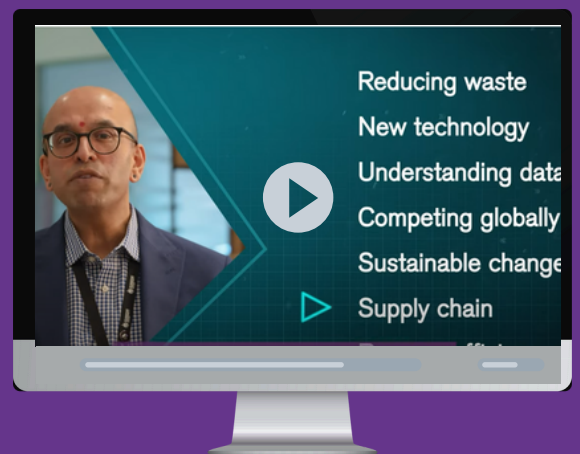 Reducing waste
New technology
Understanding data
Competing globally
Sustainable change
Supply chain